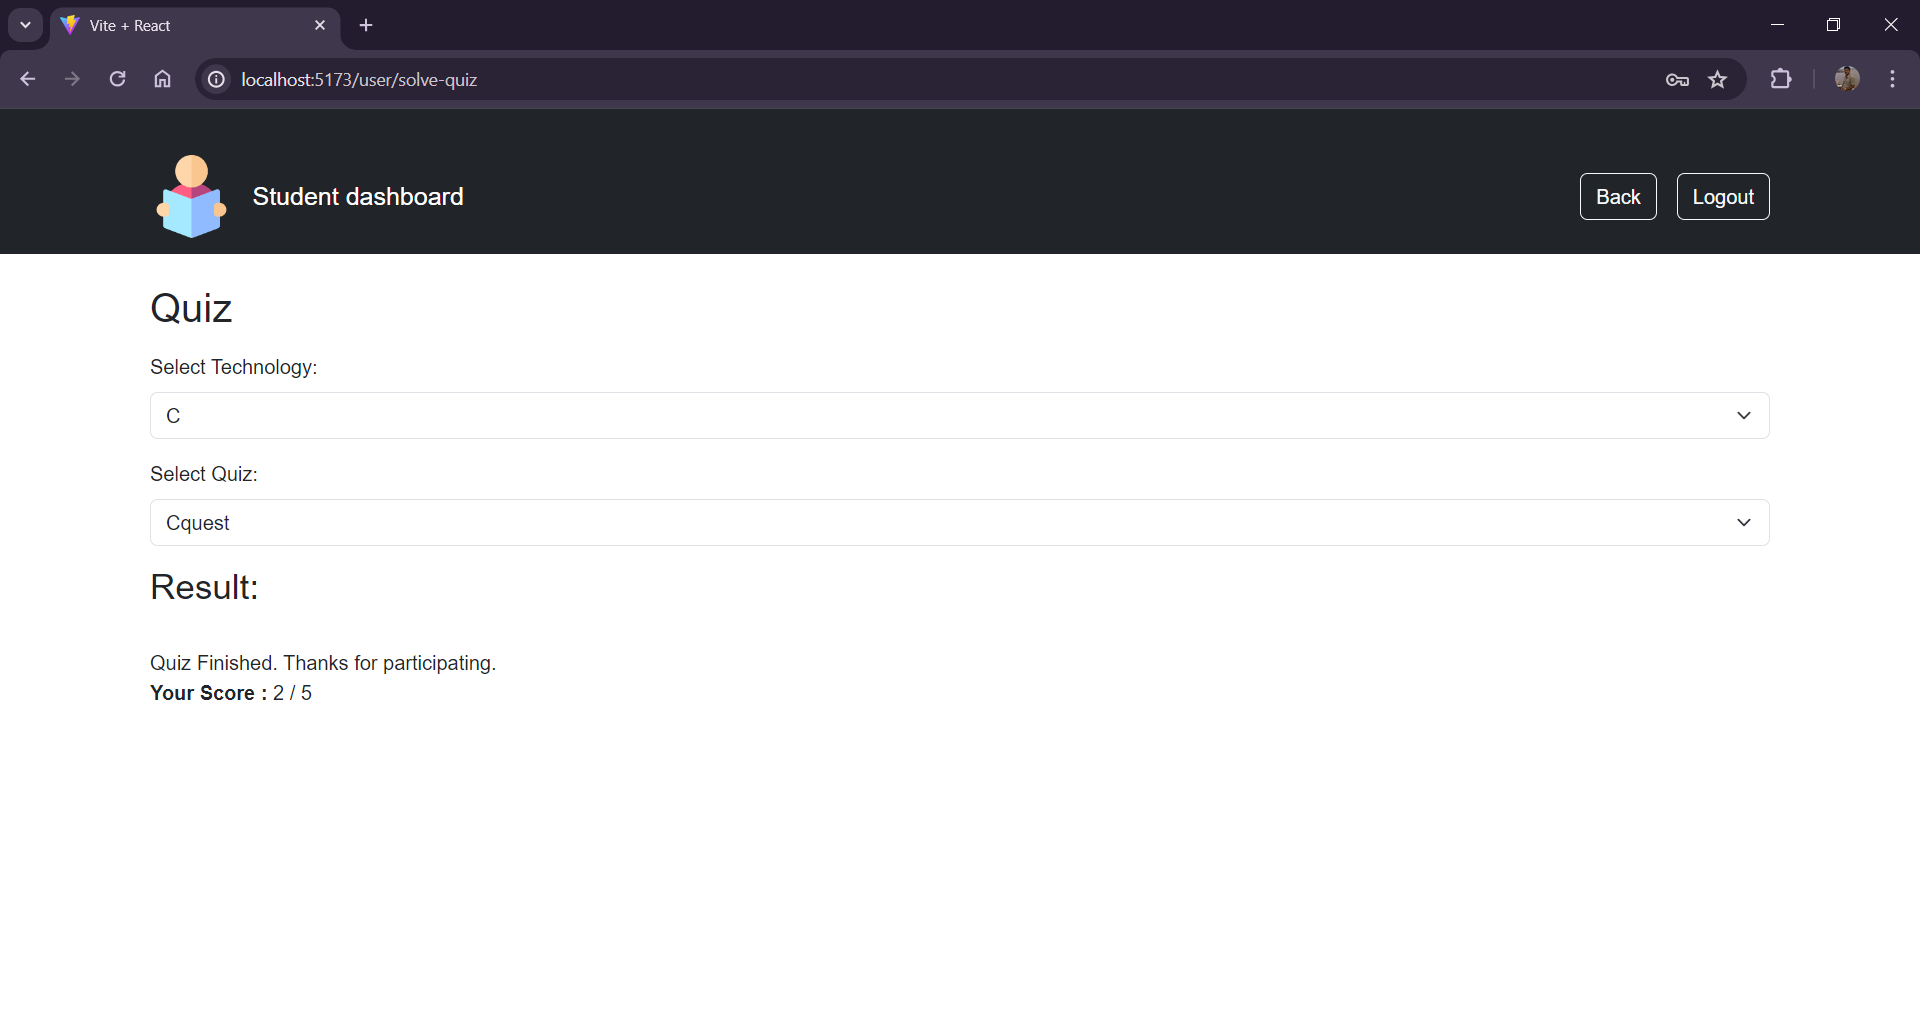 Vite + React
localhost:5173/user/solve-quiz
Student dashboard
Back
Logout
Quiz
Select Technology:
C
Select Quiz:
Cquest
Result:
Quiz Finished. Thanks for participating.
Your Score : 2 / 5